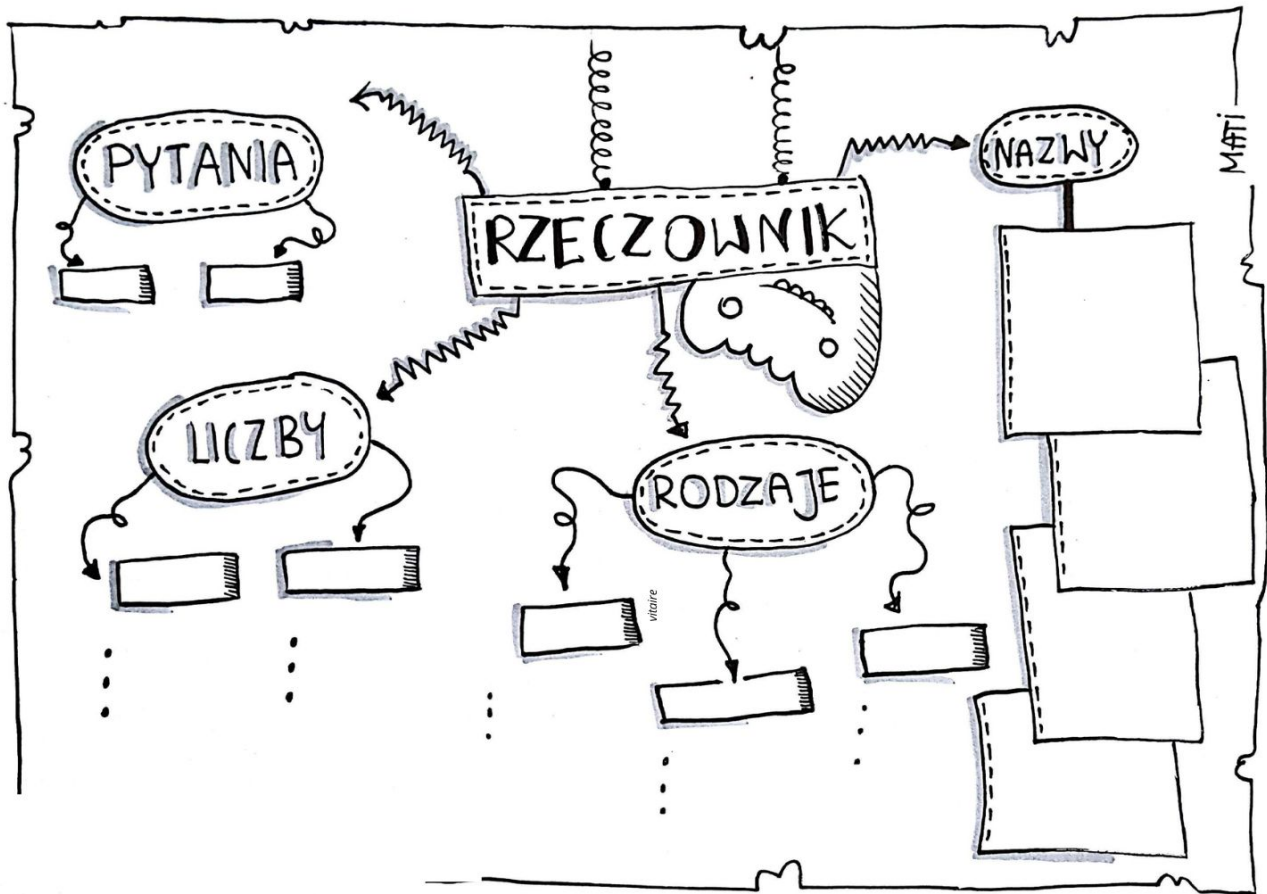 PYTANIA
RZECZOWNIK
NAZWY
MATI
LICZBY
RODZAJE
vitaire